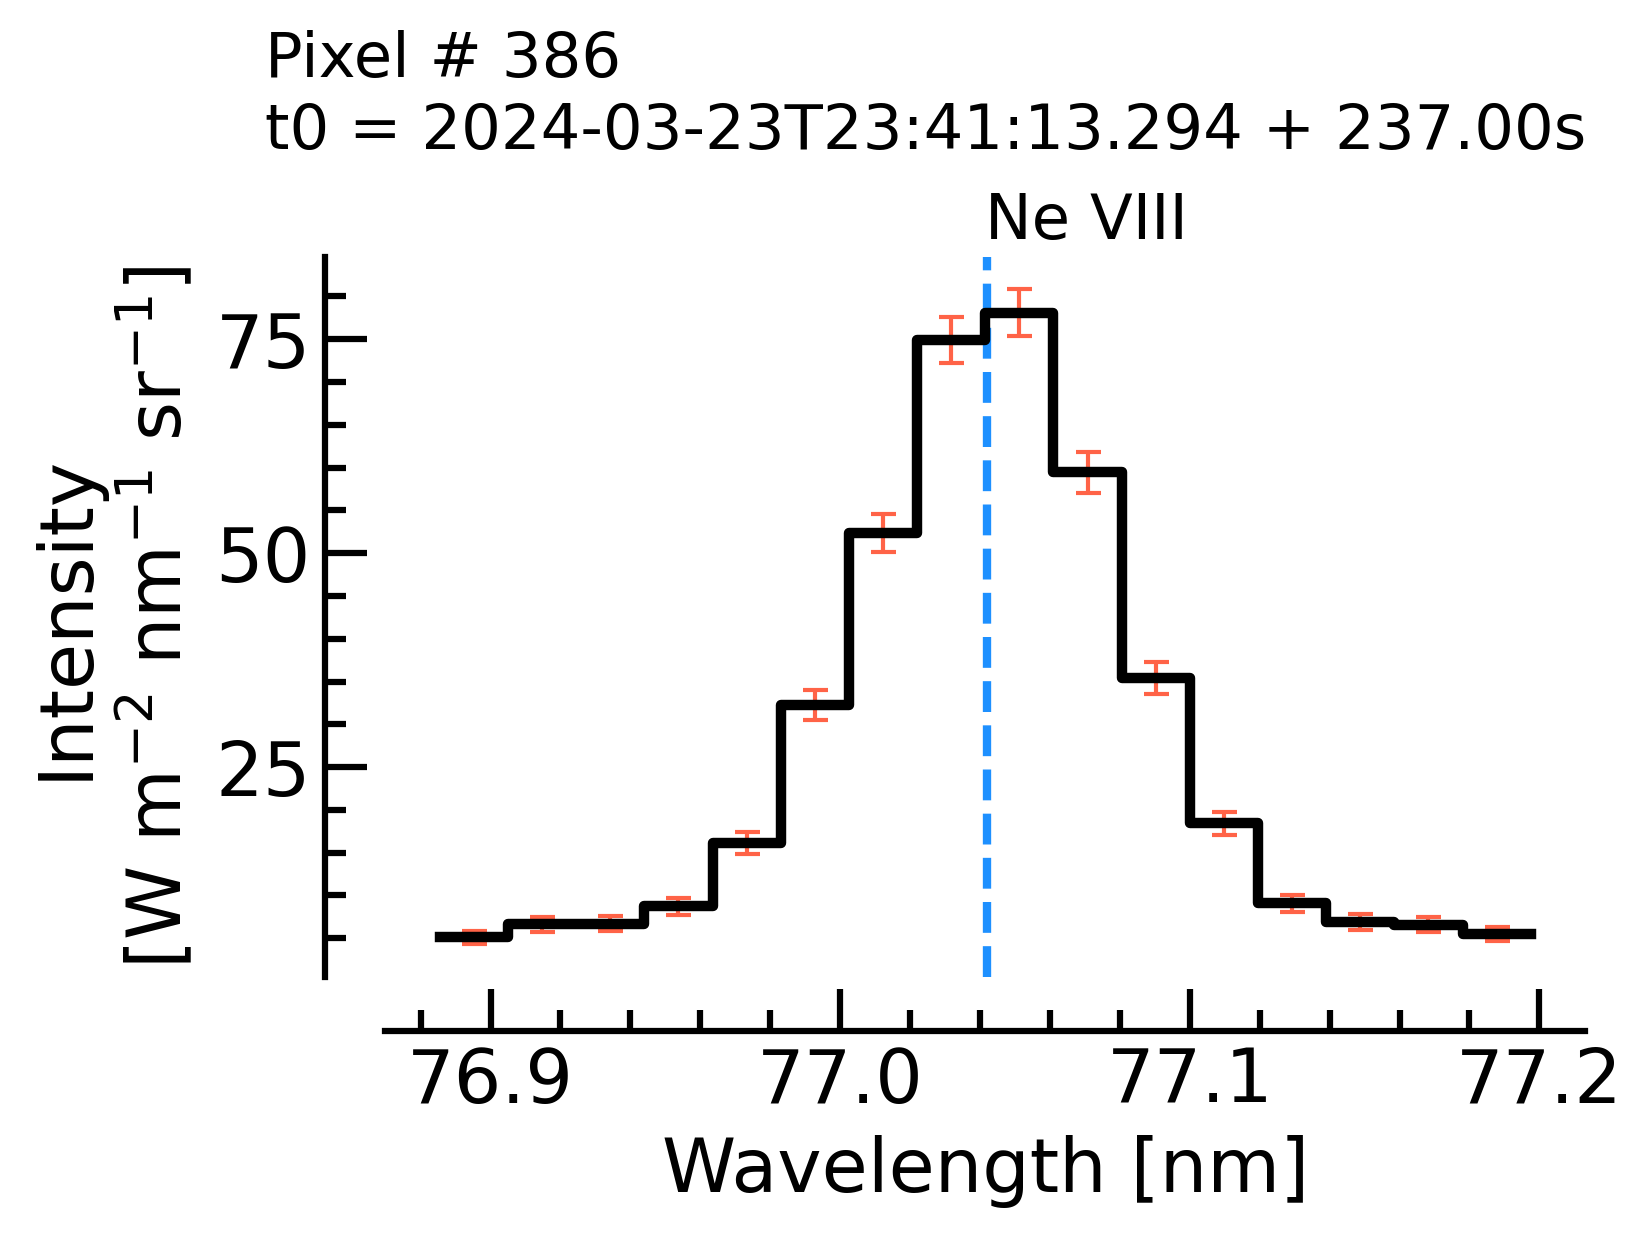 Pixel # 386
t0 = 2024-03-23T23:41:13.294 + 237.00s
Ne VIII
Intensity
[W m⁻² nm⁻¹ sr⁻¹]
75
50
25
76.9 77.0 77.1 77.2
Wavelength [nm]